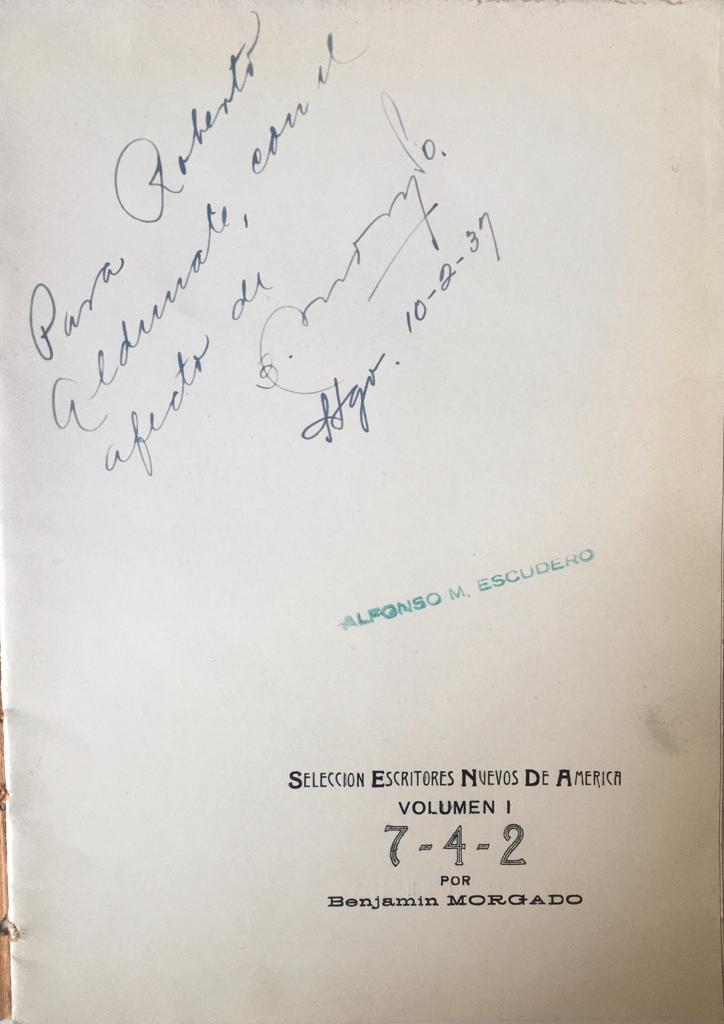 Para Roberto
Aldunate, con el
afecto de
B. Morgado.
Stgo. 10-2-37
ALFONSO M. ESCUDERO
SELECCION ESCRITORES NUEVOS DE AMERICA
VOLUMEN I
7-4-2
POR
Benjamin MORGADO